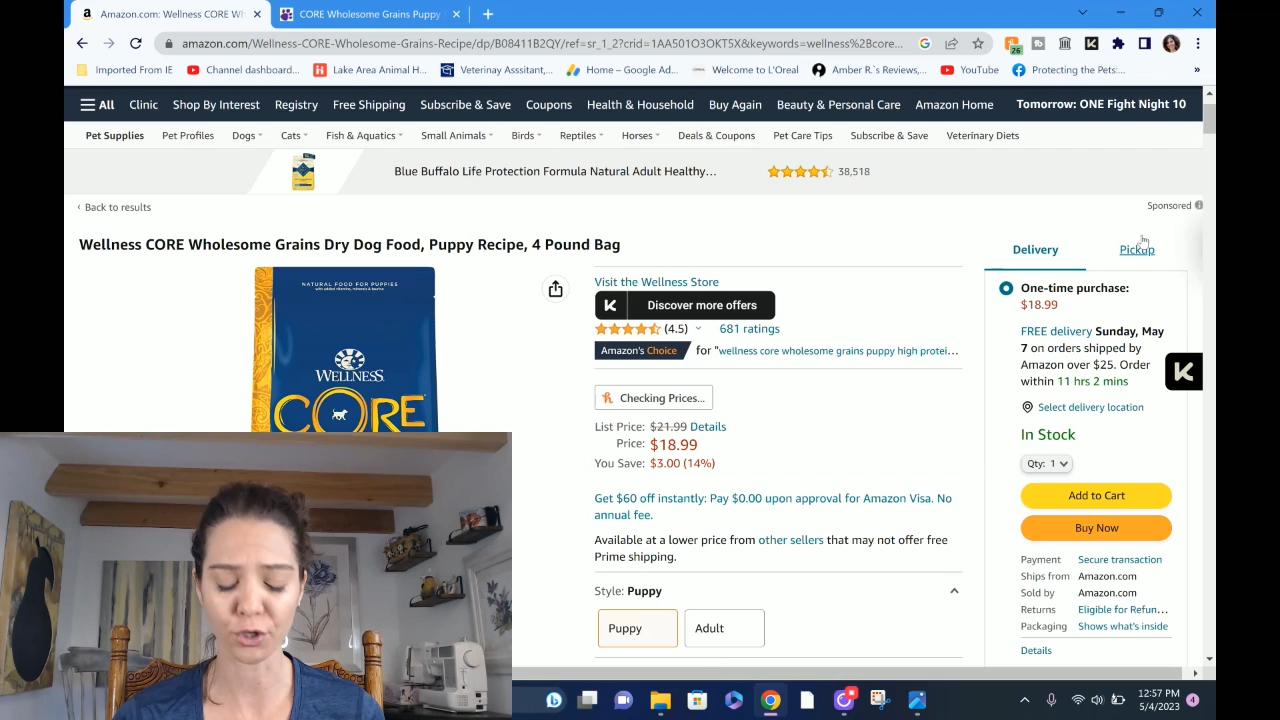 Amazon.com: Wellness CORE Wh
CORE Wholesome Grains Puppy
amazon.com/Wellness-CORE-Wholesome-Grains-Recipe/dp/B08411B2QY/ref=sr_1_2?crid=1AA501O3OKT5X&keywords=wellness%2Bcore...
26
Imported From IE
Channel dashboard...
Lake Area Animal H...
Veterinay Asssitant,...
Home – Google Ad...
Welcome to L'Oreal
Amber R.'s Reviews,...
YouTube
Protecting the Pets:...
»
All
Clinic
Shop By Interest
Registry
Free Shipping
Subscribe & Save
Coupons
Health & Household
Buy Again
Beauty & Personal Care
Amazon Home
Tomorrow: ONE Fight Night 10
Pet Supplies
Pet Profiles
Dogs
Cats
Fish & Aquatics
Small Animals
Birds
Reptiles
Horses
Deals & Coupons
Pet Care Tips
Subscribe & Save
Veterinary Diets
Blue Buffalo Life Protection Formula Natural Adult Healthy...
38,518
‹ Back to results
Sponsored
Wellness CORE Wholesome Grains Dry Dog Food, Puppy Recipe, 4 Pound Bag
NATURAL FOOD FOR PUPPIES
with added vitamins, minerals & taurine
WELLNESS
CORE
Visit the Wellness Store
K Discover more offers
(4.5)
681 ratings
Amazon's Choice for "wellness core wholesome grains puppy high protei...
Checking Prices...
List Price: $21.99 Details
Price: $18.99
You Save: $3.00 (14%)
Get $60 off instantly: Pay $0.00 upon approval for Amazon Visa. No
annual fee.
Available at a lower price from other sellers that may not offer free
Prime shipping.
Style: Puppy
Puppy
Adult
Delivery
Pickup
One-time purchase:
$18.99
FREE delivery Sunday, May
7 on orders shipped by
Amazon over $25. Order
within 11 hrs 2 mins
K
Select delivery location
In Stock
Qty: 1
Add to Cart
Buy Now
Payment Secure transaction
Ships from Amazon.com
Sold by Amazon.com
Returns Eligible for Refun...
Packaging Shows what's inside
Details
12:57 PM
5/4/2023
4